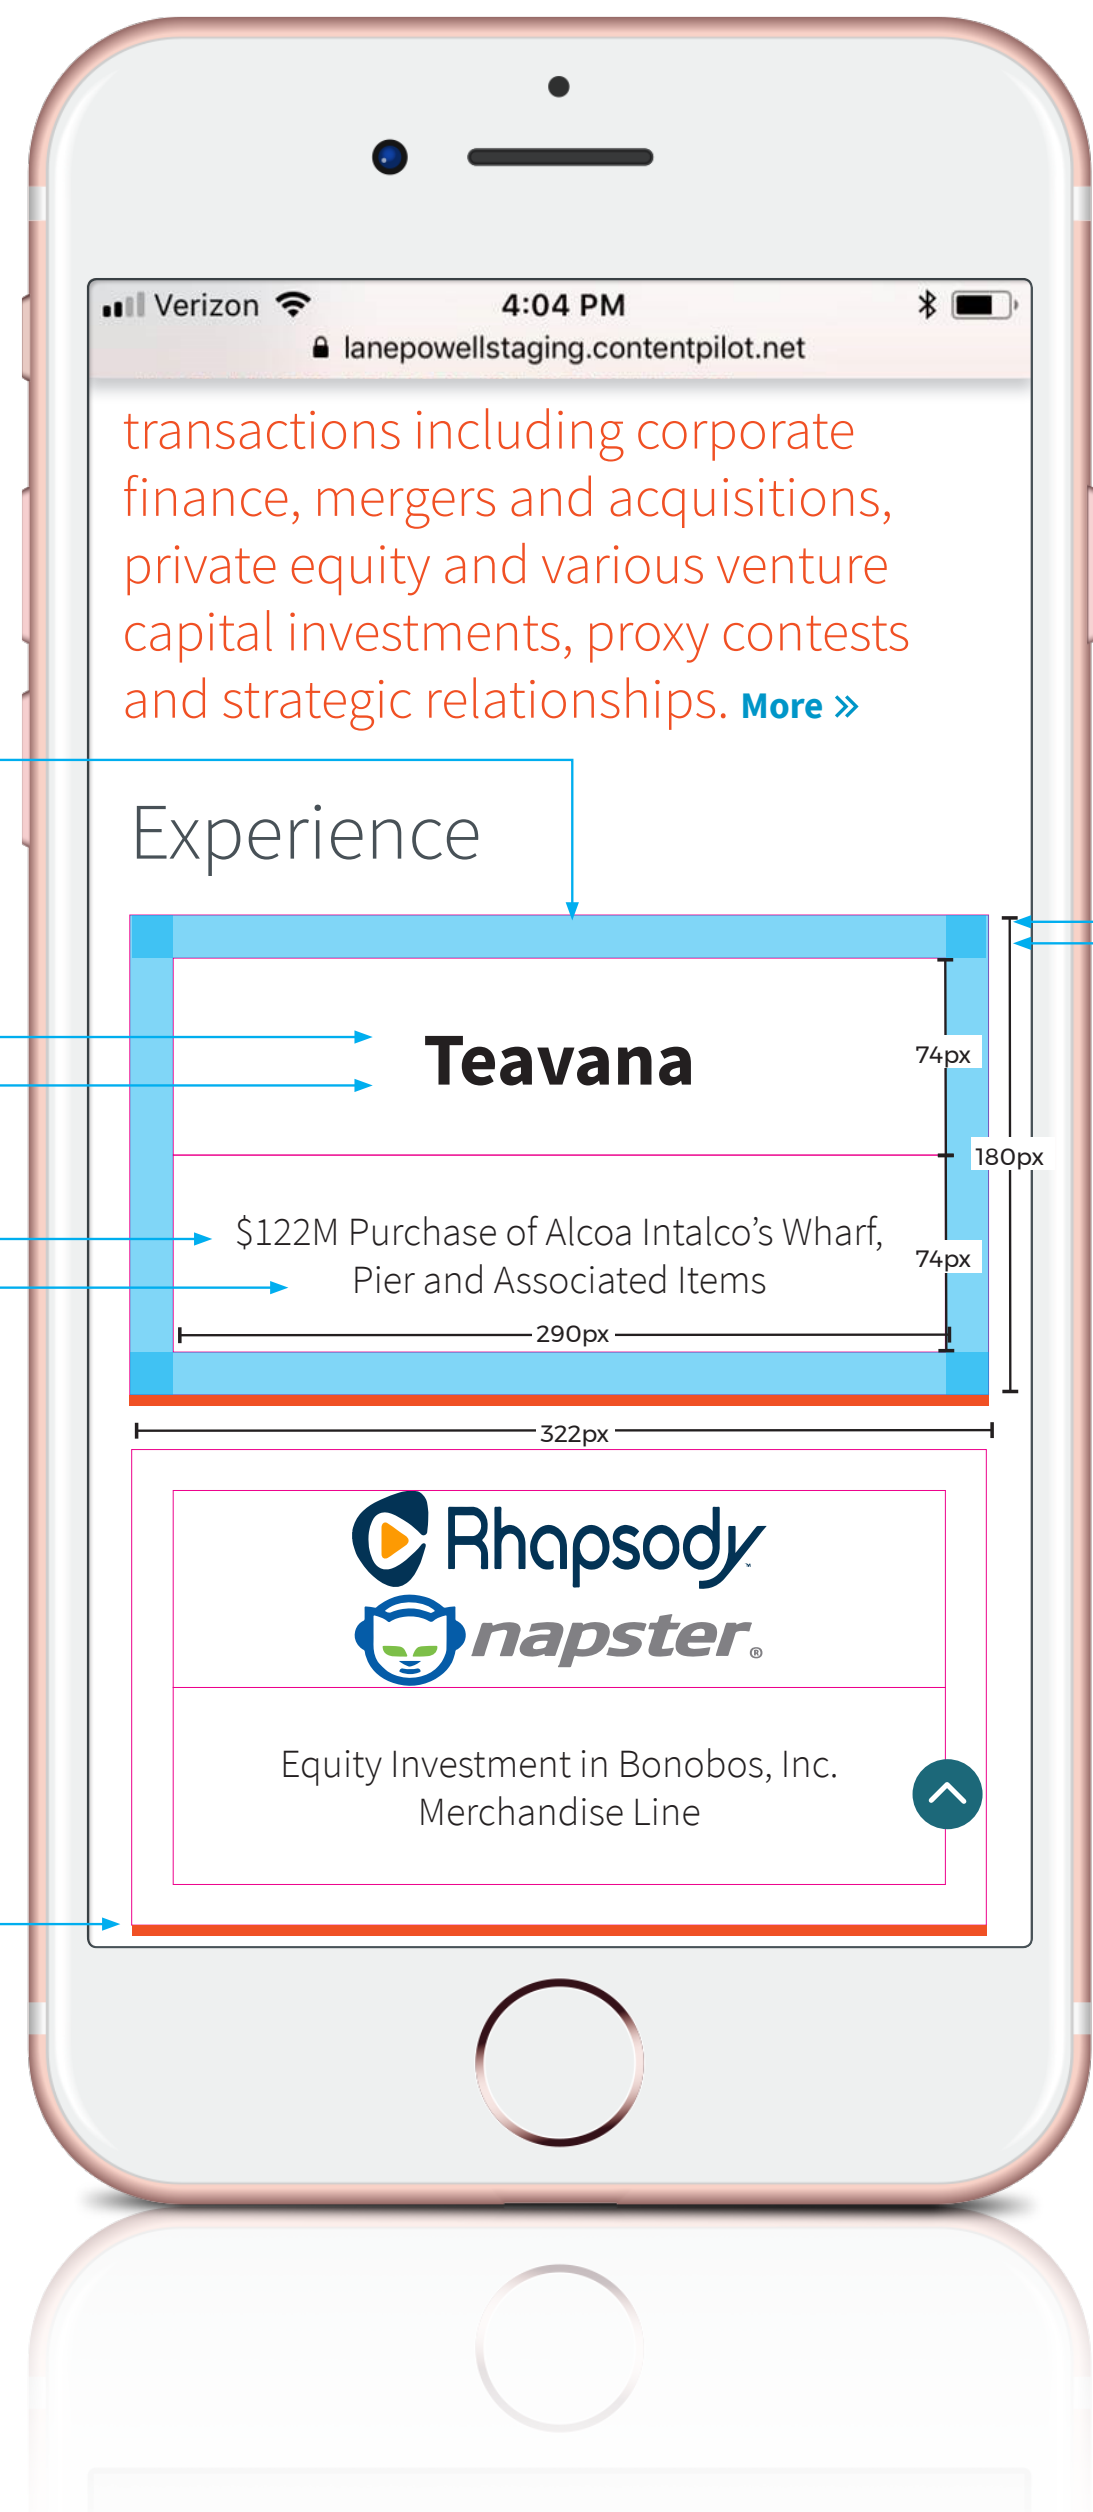 Verizon
4:04 PM
lanepowellstaging.contentpilot.net
transactions including corporate
finance, mergers and acquisitions,
private equity and various venture
capital investments, proxy contests
and strategic relationships. More »
Experience
Teavana
74px
180px
$122M Purchase of Alcoa Intalco’s Wharf,
Pier and Associated Items
74px
290px
322px
Rhapsody™
napster®
Equity Investment in Bonobos, Inc.
Merchandise Line